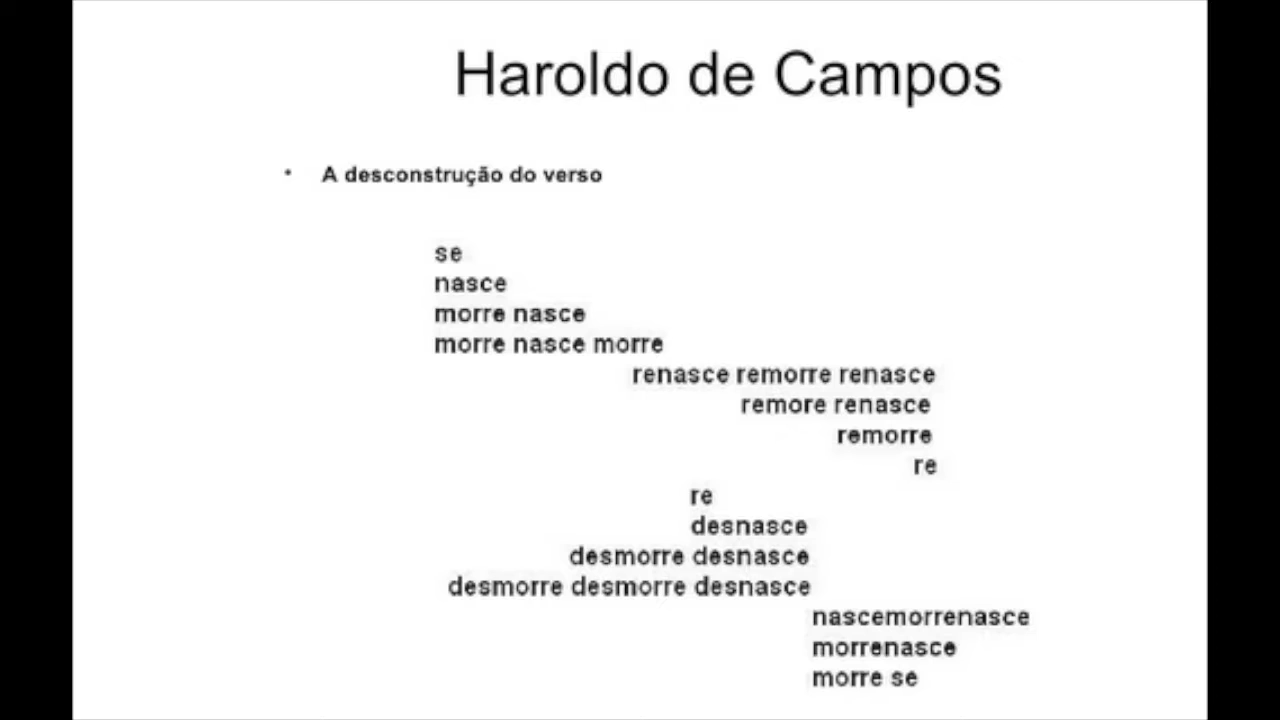 Haroldo de Campos
• A desconstrução do verso
se
nasce
morre nasce
morre nasce morre
renasce remorre renasce
remore renasce
remorre
re
re
desnasce
desmorre desnasce
desmorre desmorre desnasce
nascemorrenasce
morrenasce
morre se